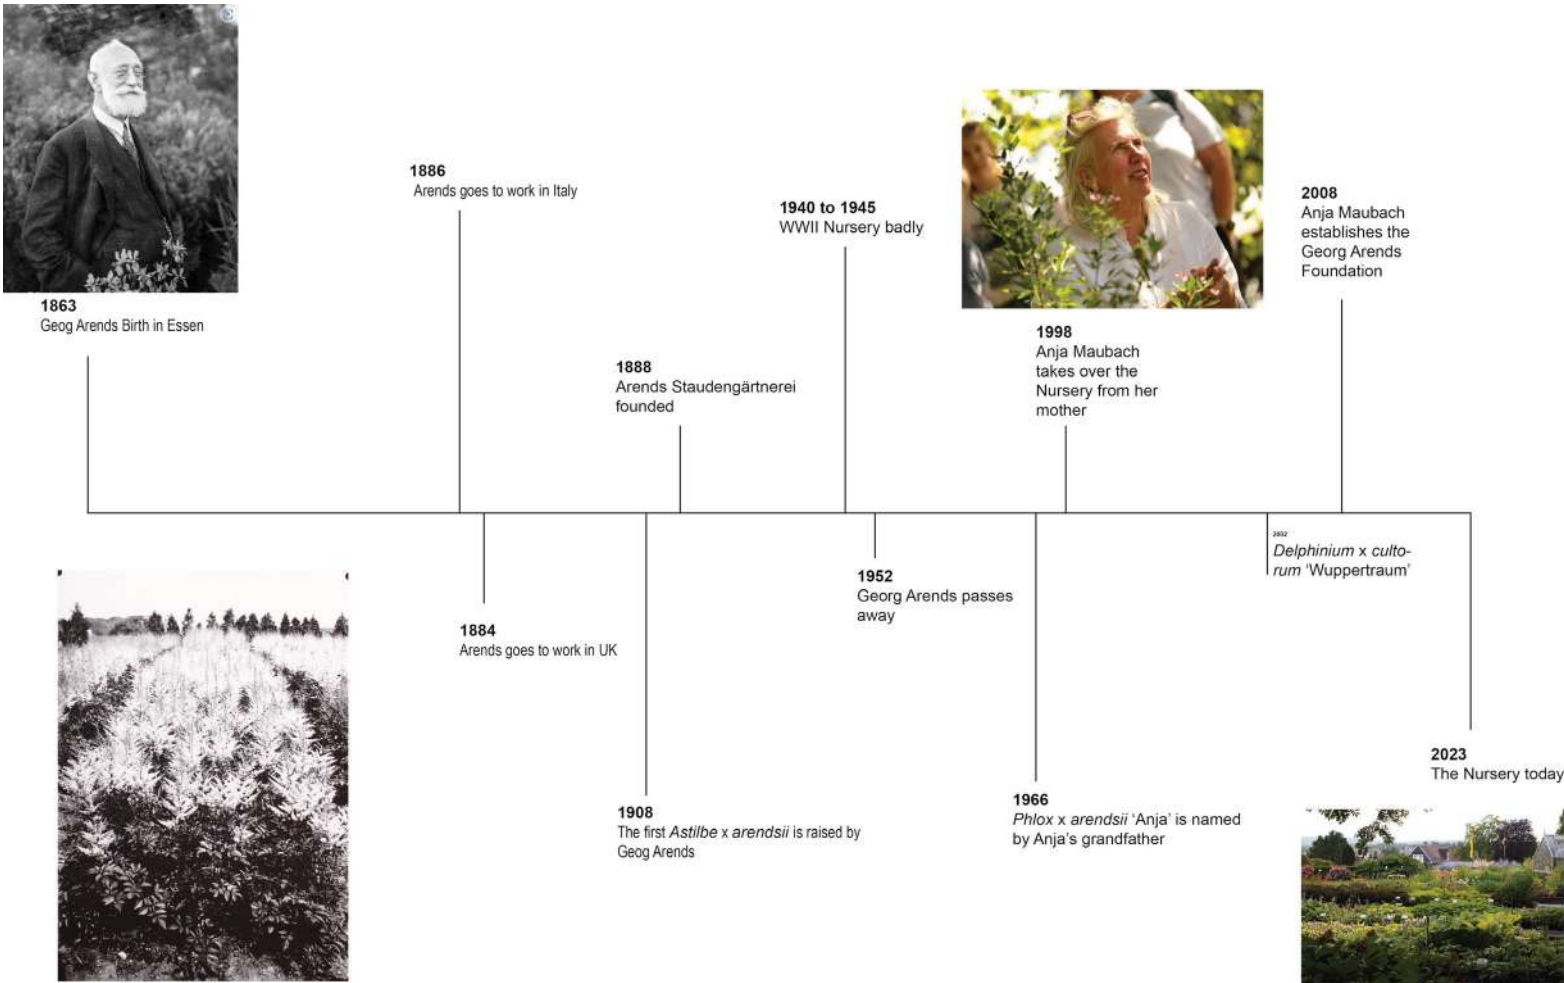 1863
Geog Arends Birth in Essen
1886
Arends goes to work in Italy
1884
Arends goes to work in UK
1888
Arends Staudengärtnerei
founded
1908
The first Astilbe x arendsii is raised by
Geog Arends
1940 to 1945
WWII Nursery badly
1952
Georg Arends passes
away
1966
Phlox x arendsii ‘Anja’ is named
by Anja’s grandfather
1998
Anja Maubach
takes over the
Nursery from her
mother
2002
Delphinium x culto-
rum ‘Wuppertraum’
2008
Anja Maubach
establishes the
Georg Arends
Foundation
2023
The Nursery today